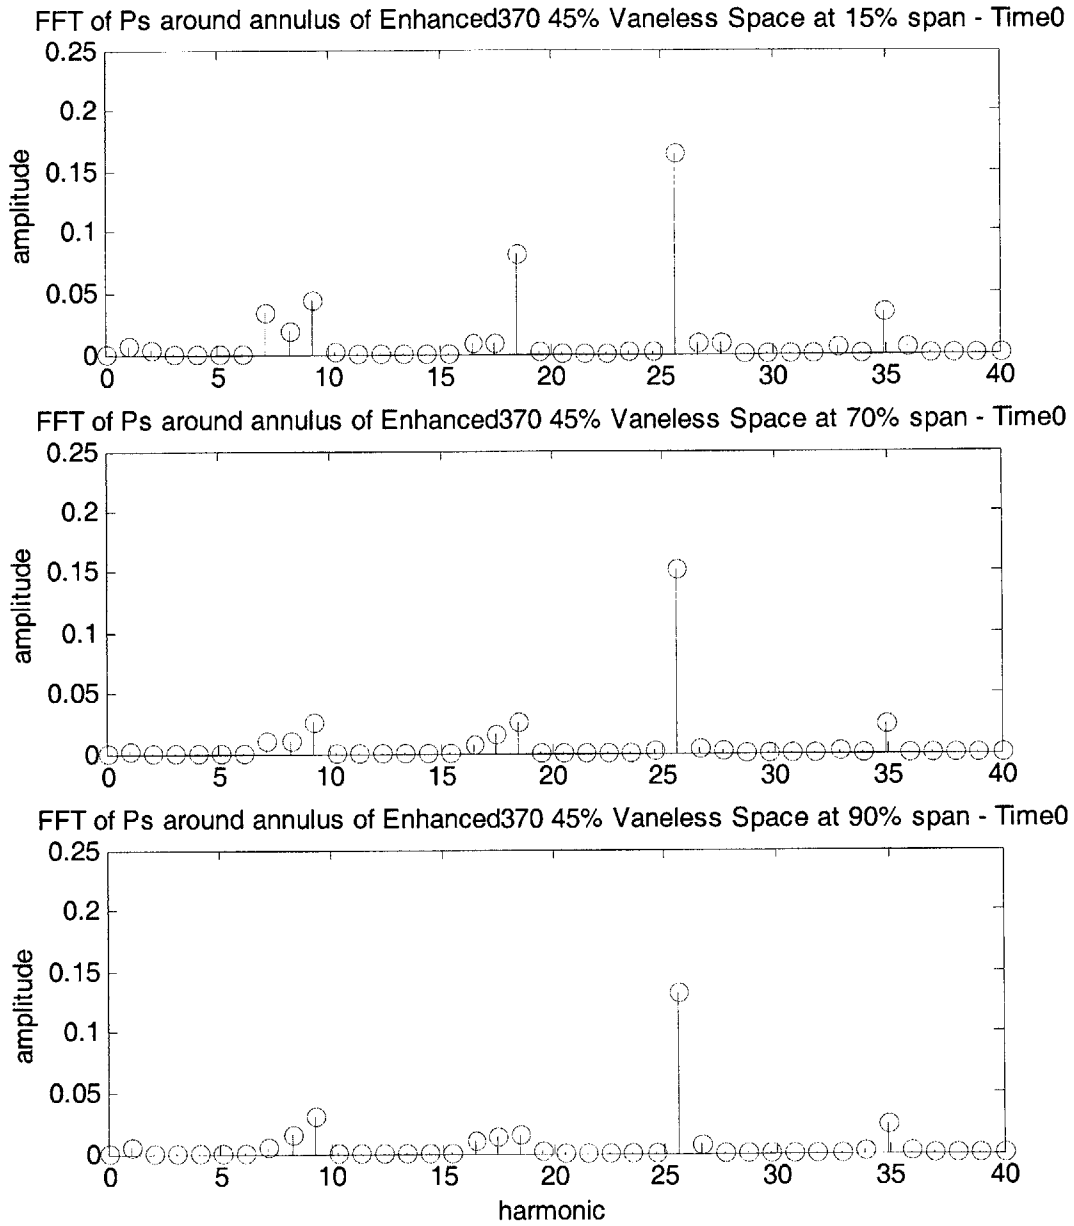 FFT of Ps around annulus of Enhanced370 45% Vaneless Space at 15% span - Time0
0.25
0.2
0.15
0.1
0.05
0
amplitude
0 5 10 15 20 25 30 35 40
FFT of Ps around annulus of Enhanced370 45% Vaneless Space at 70% span - Time0
0.25
0.2
0.15
0.1
0.05
0
amplitude
0 5 10 15 20 25 30 35 40
FFT of Ps around annulus of Enhanced370 45% Vaneless Space at 90% span - Time0
0.25
0.2
0.15
0.1
0.05
0
amplitude
0 5 10 15 20 25 30 35 40
harmonic